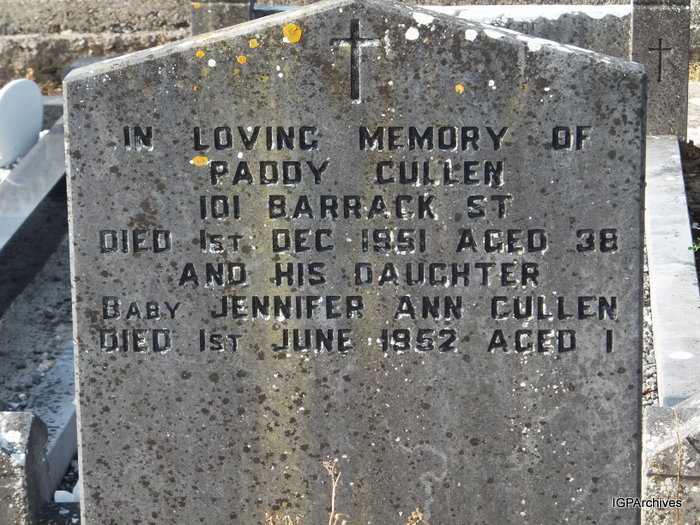 IN LOVING MEMORY OF
PADDY CULLEN
101 BARRACK ST
DIED 1ST DEC 1951 AGED 38
AND HIS DAUGHTER
BABY JENNIFER ANN CULLEN
DIED 1ST JUNE 1952 AGED 1
IGPArchives